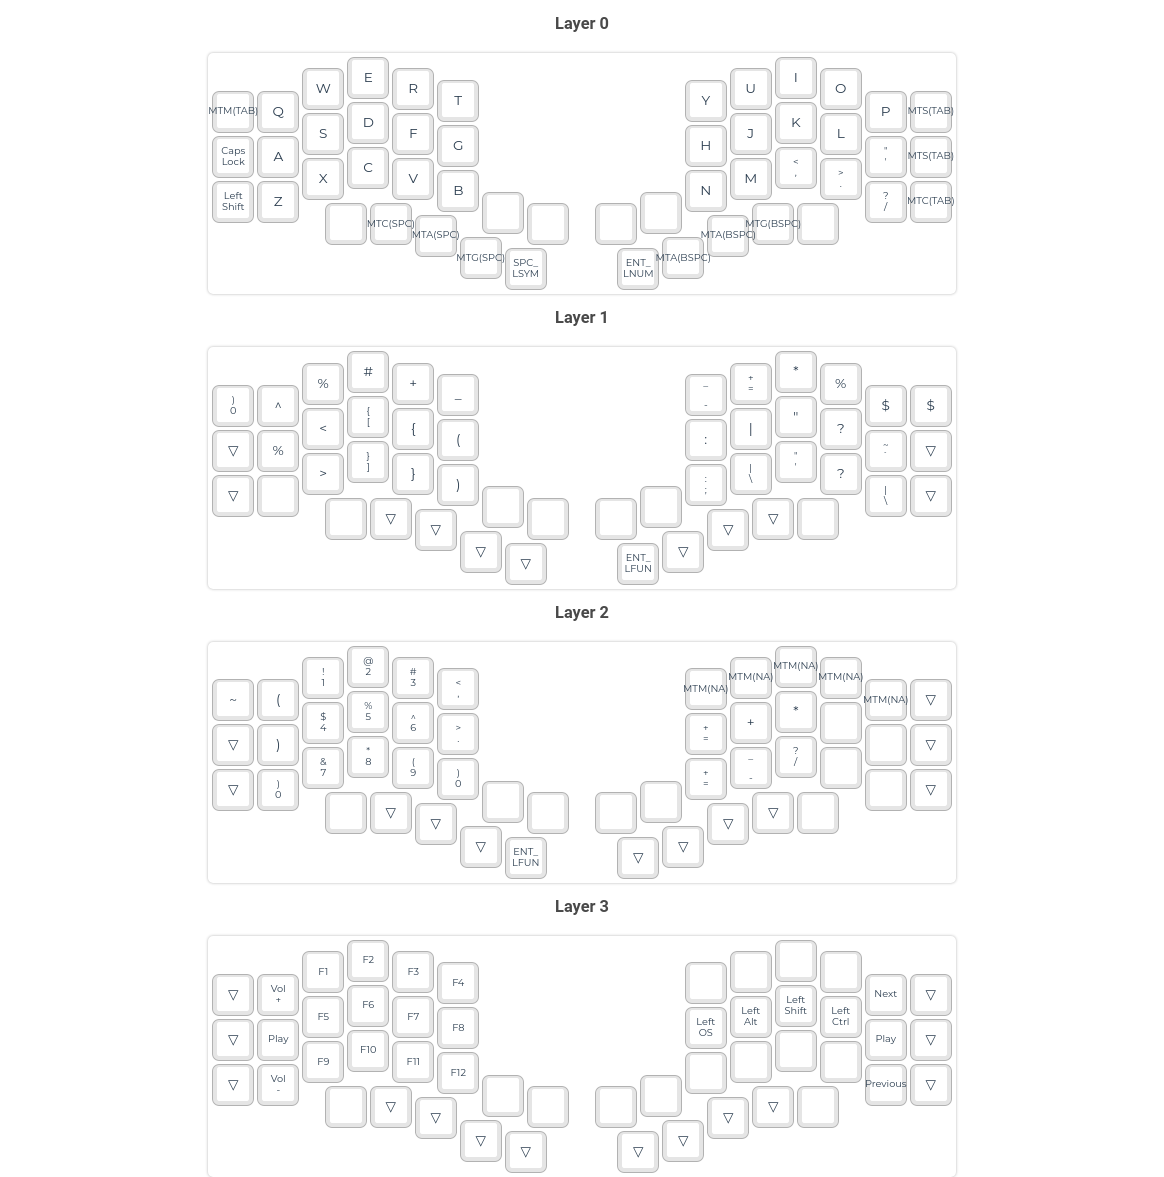 Layer 0
MTM(TAB) Q W E R T Y U I O P MTS(TAB)
Caps
Lock A S D F G H J K L "
' MTS(TAB)
Left
Shift Z X C V B N M <
, >
. ?
/ MTC(TAB)
MTC(SPC) MTA(SPC) MTA(BSPC) MTG(BSPC)
MTG(SPC) SPC_
LSYM ENT_
LNUM MTA(BSPC)
Layer 1
)
0 ^ % # + _ _
- +
= * % $ $
▽ % < {
[ { ( : | " ? ~
` ▽
▽ > }
] } ) :
; |
\ "
' ? |
\ ▽
▽ ▽ ▽ ▽
▽ ▽ ENT_
LFUN ▽
Layer 2
~ ( !
1 @
2 #
3 <
, MTM(NA) MTM(NA) MTM(NA) MTM(NA) MTM(NA) ▽
▽ ) $
4 %
5 ^
6 >
. +
= + * ▽
▽ )
0 &
7 *
8 (
9 )
0 +
= _
- ?
/ ▽
▽ ▽ ▽ ▽
▽ ENT_
LFUN ▽ ▽
Layer 3
▽ Vol
+ F1 F2 F3 F4 Next ▽
▽ Play F5 F6 F7 F8 Left
OS Left
Alt Left
Shift Left
Ctrl Play ▽
▽ Vol
- F9 F10 F11 F12 Previous ▽
▽ ▽ ▽ ▽
▽ ▽ ▽ ▽